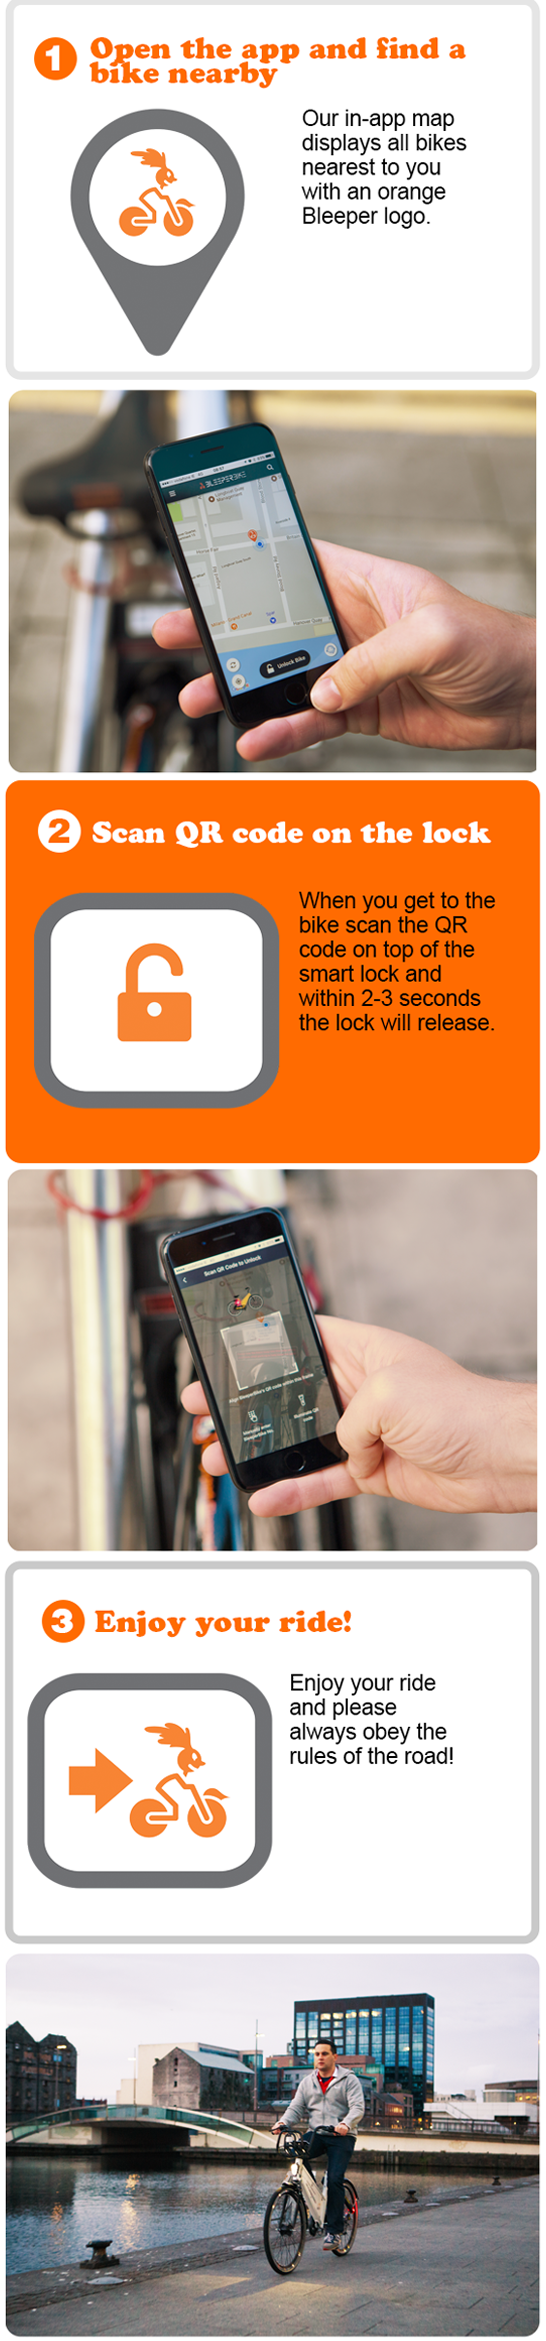 1
Open the app and find a
bike nearby
Our in-app map
displays all bikes
nearest to you
with an orange
Bleeper logo.
BLEEPERBIKE
Unlock Bike
2
Scan QR code on the lock
When you get to the
bike scan the QR
code on top of the
smart lock and
within 2-3 seconds
the lock will release.
Scan QR Code to Unlock
3
Enjoy your ride!
Enjoy your ride
and please
always obey the
rules of the road!